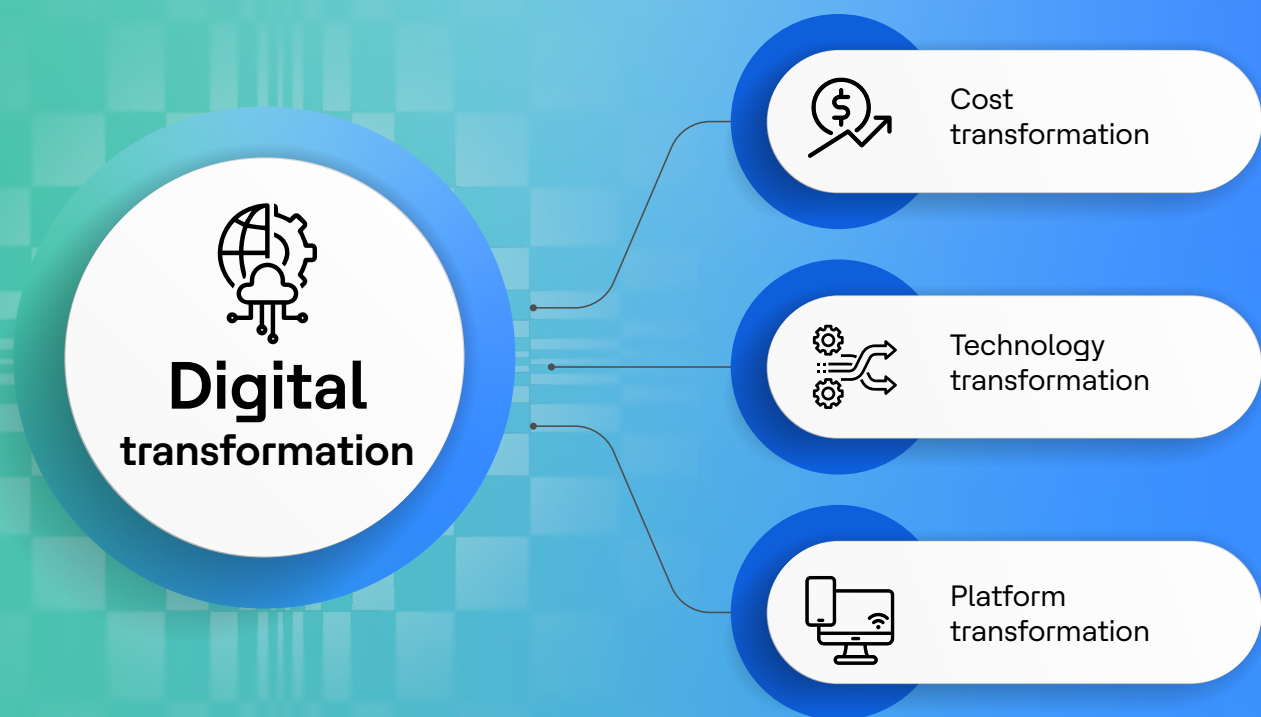 Digital
transformation
Cost
transformation
Technology
transformation
Platform
transformation